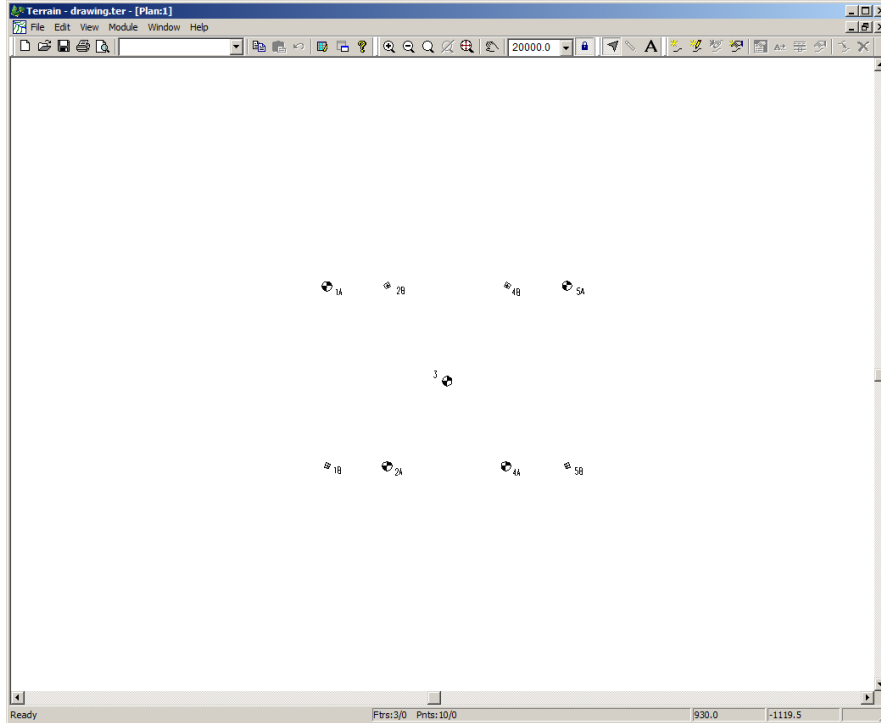 Terrain - drawing.ter - [Plan:1]
File Edit View Module Window Help
20000.0 A A+
1A 2B 4B 5A
3
1B 2A 4A 5B
Ready Ftrs:3/0 Pnts:10/0 930.0 -1119.5